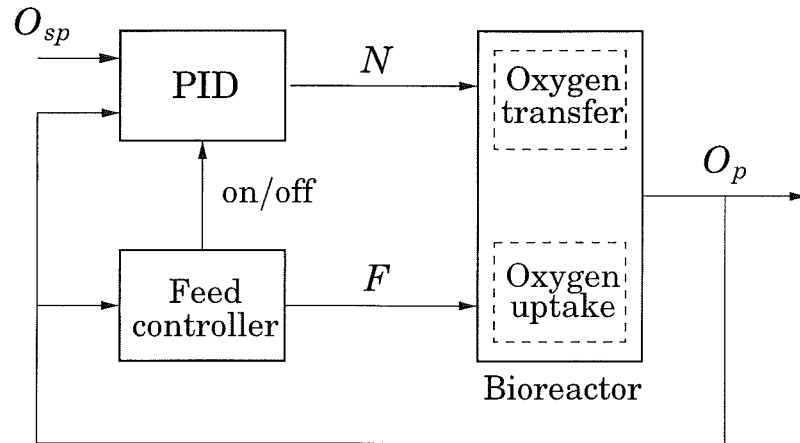 O_sp
PID
N
Oxygen
transfer
O_p
on/off
Feed
controller
F
Oxygen
uptake
Bioreactor